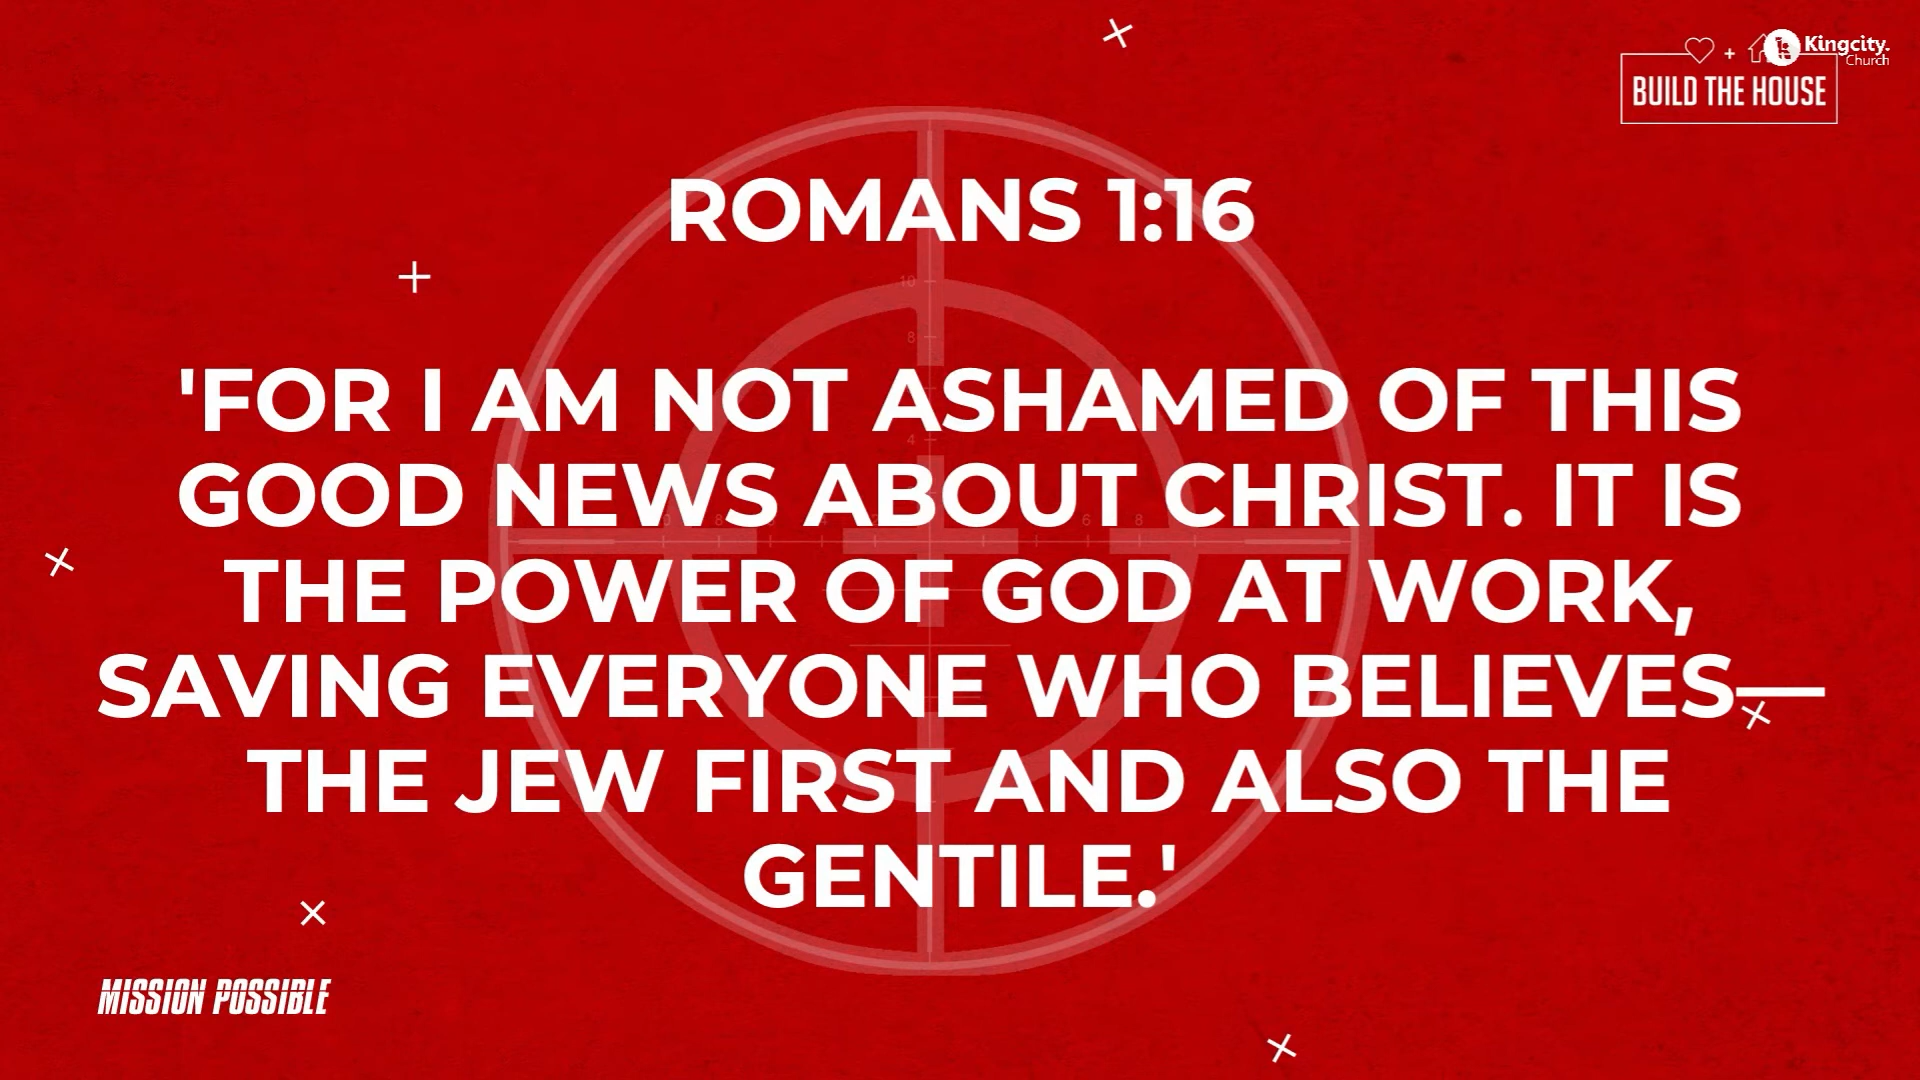 Kingcity.
Church
BUILD THE HOUSE
ROMANS 1:16
'FOR I AM NOT ASHAMED OF THIS
GOOD NEWS ABOUT CHRIST. IT IS
THE POWER OF GOD AT WORK,
SAVING EVERYONE WHO BELIEVES—
THE JEW FIRST AND ALSO THE
GENTILE.'
MISSION POSSIBLE